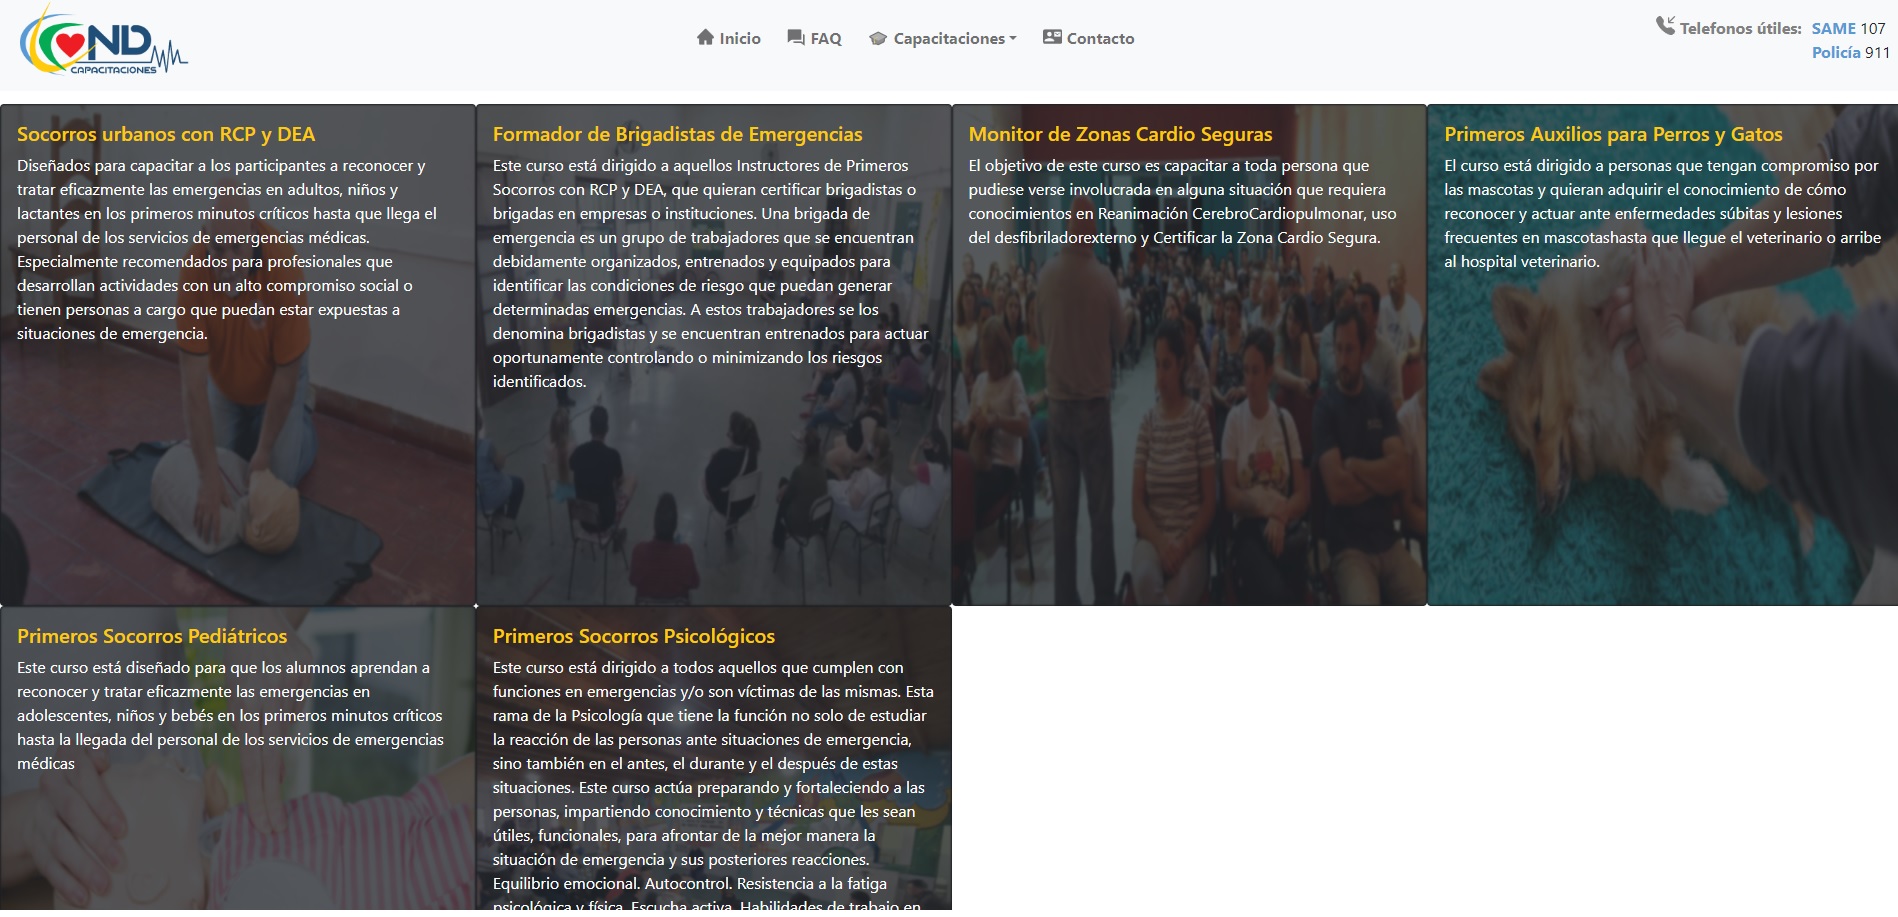 ND
CAPACITACIONES
Inicio
FAQ
Capacitaciones
Contacto
Telefonos útiles:
SAME 107
Policía 911
Socorros urbanos con RCP y DEA
Diseñados para capacitar a los participantes a reconocer y
tratar eficazmente las emergencias en adultos, niños y
lactantes en los primeros minutos críticos hasta que llega el
personal de los servicios de emergencias médicas.
Especialmente recomendados para profesionales que
desarrollan actividades con un alto compromiso social o
tienen personas a cargo que puedan estar expuestas a
situaciones de emergencia.
Formador de Brigadistas de Emergencias
Este curso está dirigido a aquellos Instructores de Primeros
Socorros con RCP y DEA, que quieran certificar brigadistas o
brigadas en empresas o instituciones. Una brigada de
emergencia es un grupo de trabajadores que se encuentran
debidamente organizados, entrenados y equipados para
identificar las condiciones de riesgo que puedan generar
determinadas emergencias. A estos trabajadores se los
denomina brigadistas y se encuentran entrenados para actuar
oportunamente controlando o minimizando los riesgos
identificados.
Monitor de Zonas Cardio Seguras
El objetivo de este curso es capacitar a toda persona que
pudiese verse involucrada en alguna situación que requiera
conocimientos en Reanimación CerebroCardiopulmonar, uso
del desfibriladorexterno y Certificar la Zona Cardio Segura.
Primeros Auxilios para Perros y Gatos
El curso está dirigido a personas que tengan compromiso por
las mascotas y quieran adquirir el conocimiento de cómo
reconocer y actuar ante enfermedades súbitas y lesiones
frecuentes en mascotashasta que llegue el veterinario o arribe
al hospital veterinario.
Primeros Socorros Pediátricos
Este curso está diseñado para que los alumnos aprendan a
reconocer y tratar eficazmente las emergencias en
adolescentes, niños y bebés en los primeros minutos críticos
hasta la llegada del personal de los servicios de emergencias
médicas
Primeros Socorros Psicológicos
Este curso está dirigido a todos aquellos que cumplen con
funciones en emergencias y/o son víctimas de las mismas. Esta
rama de la Psicología que tiene la función no solo de estudiar
la reacción de las personas ante situaciones de emergencia,
sino también en el antes, el durante y el después de estas
situaciones. Este curso actúa preparando y fortaleciendo a las
personas, impartiendo conocimiento y técnicas que les sean
útiles, funcionales, para afrontar de la mejor manera la
situación de emergencia y sus posteriores reacciones.
Equilibrio emocional. Autocontrol. Resistencia a la fatiga
psicológica y física. Escucha activa. Habilidades de trabajo en